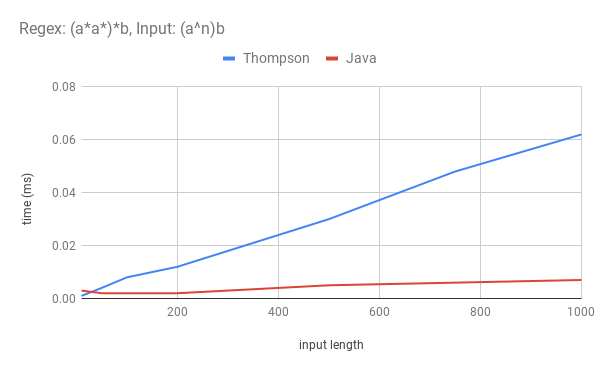 Regex: (a*a*)*b, Input: (a^n)b
Thompson Java
0.08
0.06
0.04
0.02
0.00
time (ms)
200 400 600 800 1000
input length